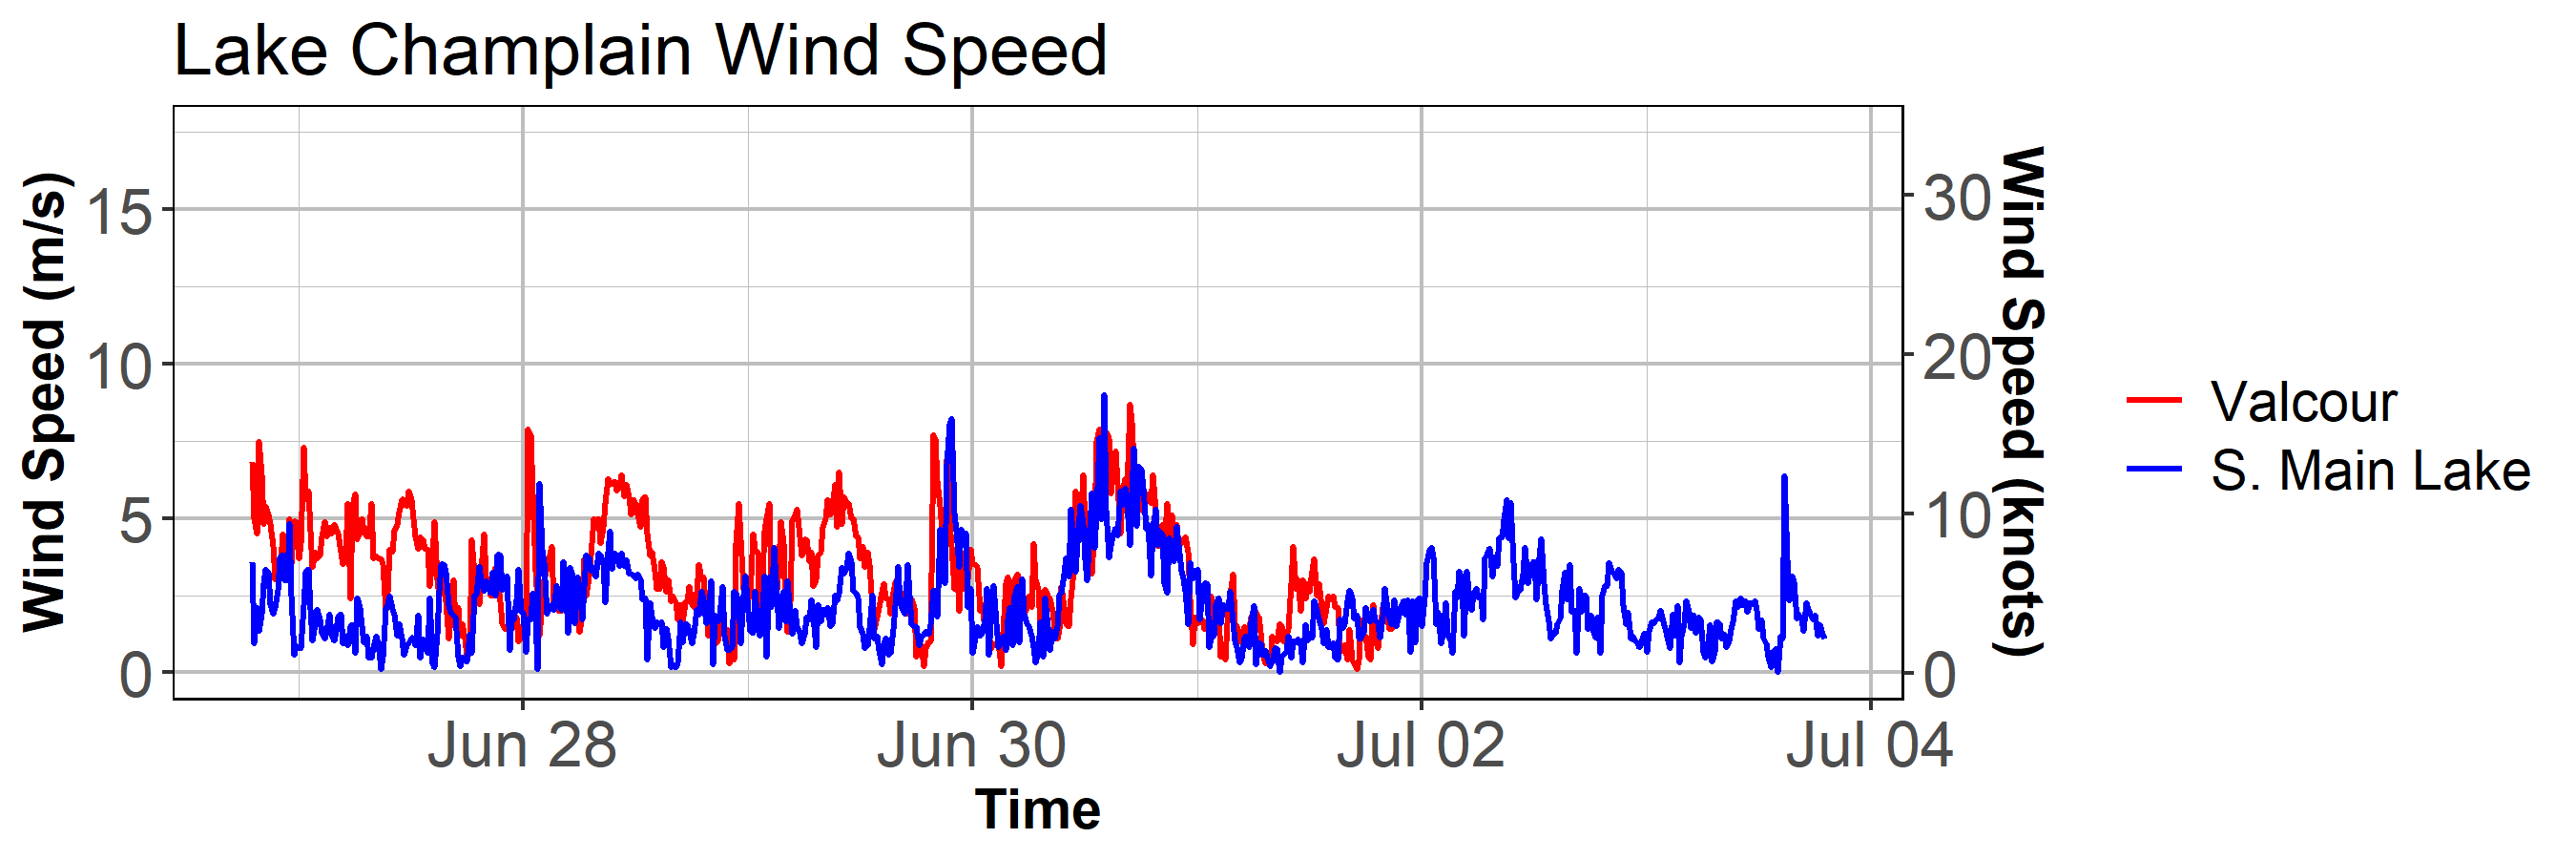 Lake Champlain Wind Speed
Wind Speed (m/s)
15
10
5
0
30
20
10
0
Wind Speed (knots)
Jun 28
Jun 30
Jul 02
Jul 04
Time
Valcour
S. Main Lake